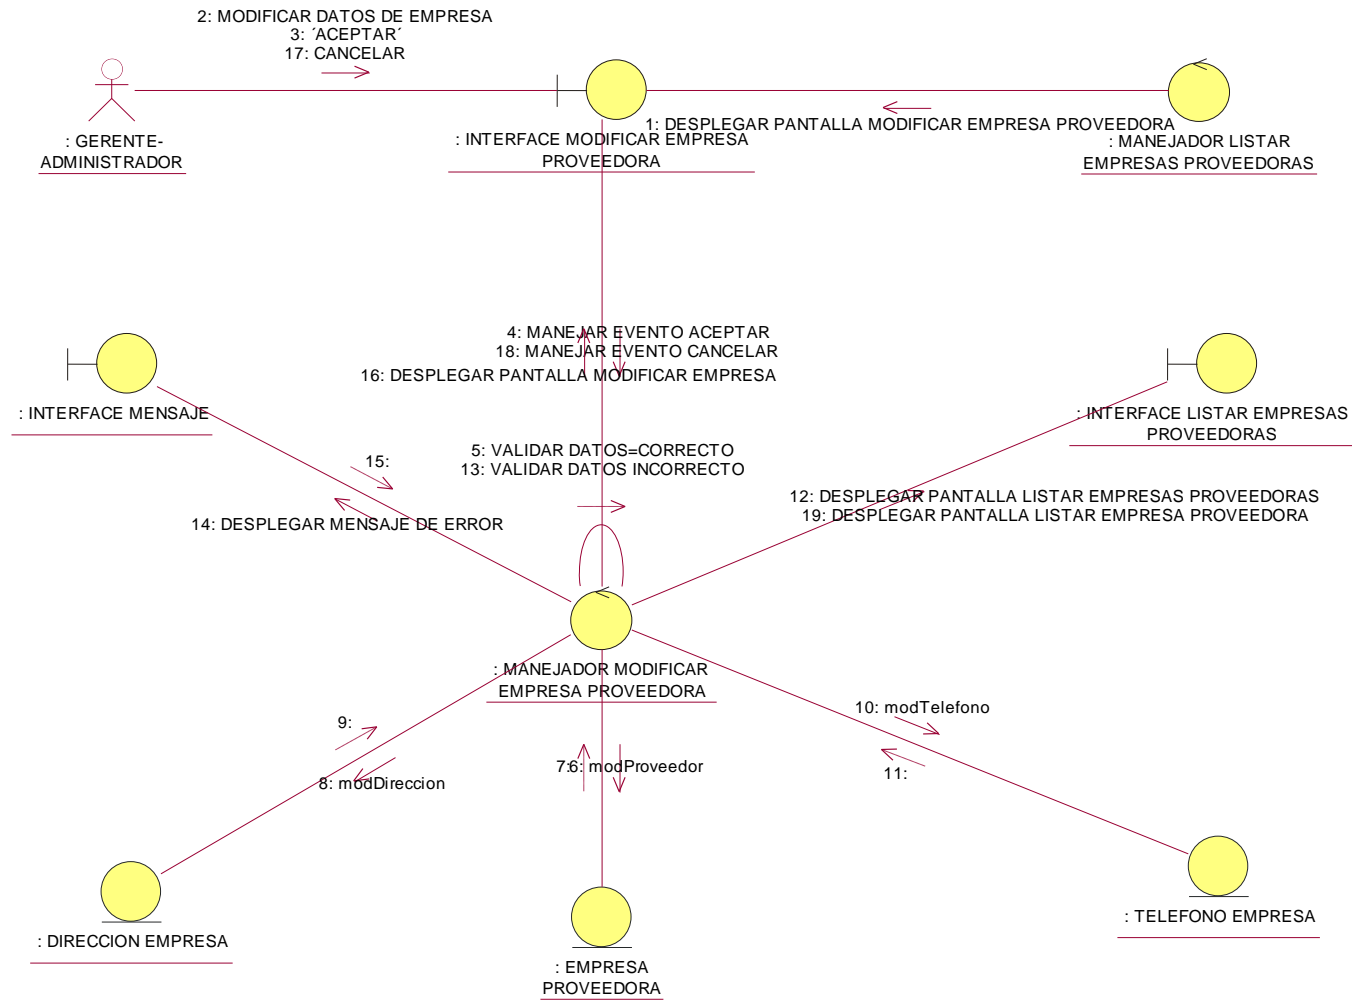 2: MODIFICAR DATOS DE EMPRESA
3: ´ACEPTAR´
17: CANCELAR
1: DESPLEGAR PANTALLA MODIFICAR EMPRESA PROVEEDORA
: GERENTE-
ADMINISTRADOR
: INTERFACE MODIFICAR EMPRESA
PROVEEDORA
: MANEJADOR LISTAR
EMPRESAS PROVEEDORAS
4: MANEJAR EVENTO ACEPTAR
18: MANEJAR EVENTO CANCELAR
16: DESPLEGAR PANTALLA MODIFICAR EMPRESA
: INTERFACE MENSAJE
: INTERFACE LISTAR EMPRESAS
PROVEEDORAS
5: VALIDAR DATOS=CORRECTO
13: VALIDAR DATOS INCORRECTO
15:
14: DESPLEGAR MENSAJE DE ERROR
12: DESPLEGAR PANTALLA LISTAR EMPRESAS PROVEEDORAS
19: DESPLEGAR PANTALLA LISTAR EMPRESA PROVEEDORA
: MANEJADOR MODIFICAR
EMPRESA PROVEEDORA
9:
8: modDireccion
7:
6: modProveedor
10: modTelefono
11:
: DIRECCION EMPRESA
: EMPRESA
PROVEEDORA
: TELEFONO EMPRESA